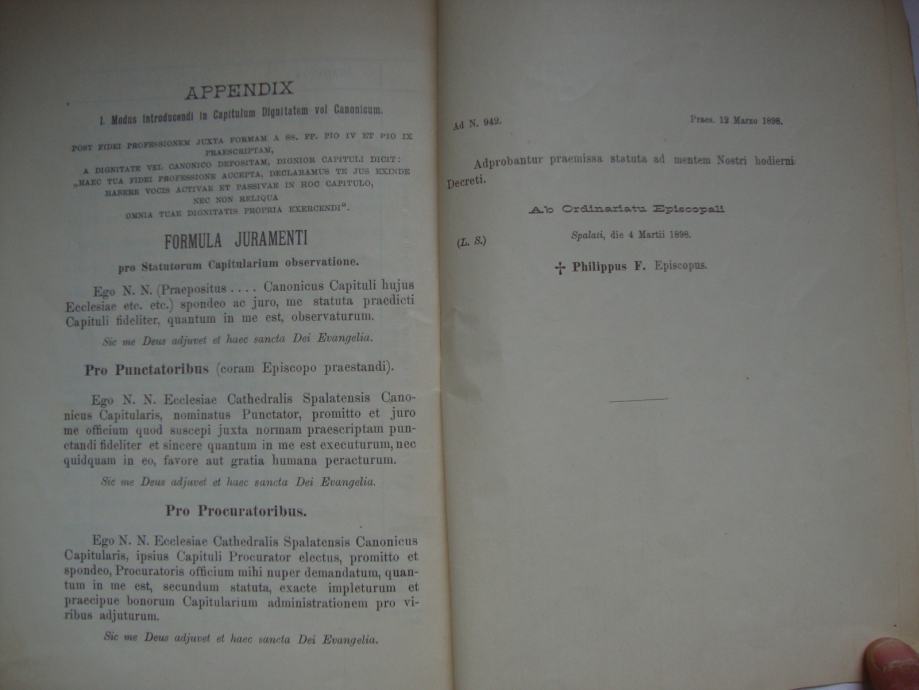 APPENDIX
I. Modus introducendi in Capitulum Dignitatem vel Canonicum.
POST FIDEI PROFESSIONEM JUXTA FORMAM A SS. PP. PIO IV ET PIO IX
PRAESCRIPTAM,
A DIGNITATE VEL CANONICO DEPOSITAM, DIGNIOR CAPITULI DICIT:
„HAEC TUA FIDEI PROFESSIONE ACCEPTA, DECLARAMUS TE JUS EXINDE
HABERE VOCIS ACTIVAE ET PASSIVAE IN HOC CAPITULO,
NEC NON RELIQUA
OMNIA TUAE DIGNITATIS PROPRIA EXERCENDI“.
FORMULA JURAMENTI
pro Statutorum Capitularium observatione.
Ego N. N. (Praepositus .... Canonicus Capituli hujus
Ecclesiae etc. etc.) spondeo ac juro, me statuta praedicti
Capituli fideliter, quantum in me est, observaturum.
Sic me Deus adjuvet et haec sancta Dei Evangelia.
Pro Punctatoribus (coram Episcopo praestandi).
Ego N. N. Ecclesiae Cathedralis Spalatensis Cano-
nicus Capitularis, nominatus Punctator, promitto et juro
me officium quod suscepi juxta normam praescriptam pun-
ctandi fideliter et sincere quantum in me est executurum, nec
quidquam in eo, favore aut gratia humana peracturum.
Sic me Deus adjuvet et haec sancta Dei Evangelia.
Pro Procuratoribus.
Ego N. N. Ecclesiae Cathedralis Spalatensis Canonicus
Capitularis, ipsius Capituli Procurator electus, promitto et
spondeo, Procuratoris officium mihi nuper demandatum, quan-
tum in me est, secundum statuta, exacte impleturum et
praecipue bonorum Capitularium administrationem pro vi-
ribus adjuturum.
Sic me Deus adjuvet et haec sancta Dei Evangelia.
Ad N. 942.
Praes. 12 Marzo 1898.
Adprobantur praemissa statuta ad mentem Nostri hodierni
Decreti.
Ab Ordinariatu Episcopali
Spalati, die 4 Martii 1898.
(L. S.)
✢ Philippus F. Episcopus.